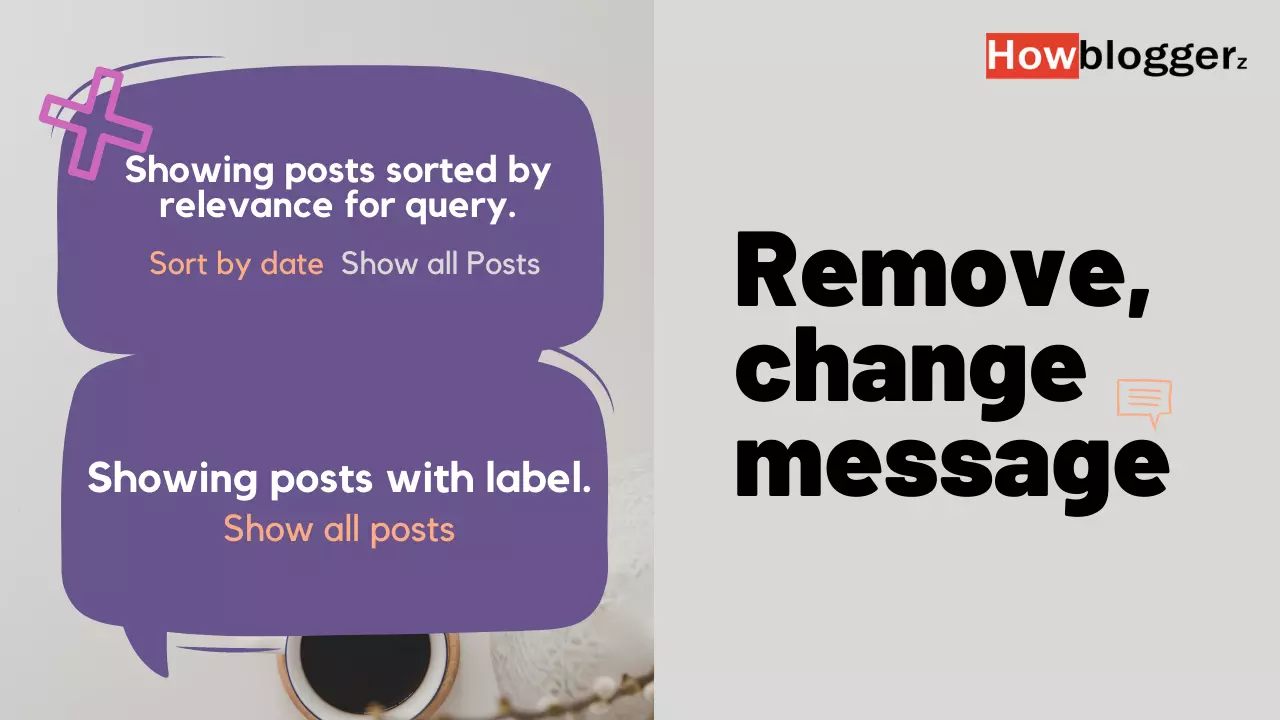 Showing posts sorted by
relevance for query.
Sort by date Show all Posts
Showing posts with label.
Show all posts
Howbloggerz
Remove,
change
message